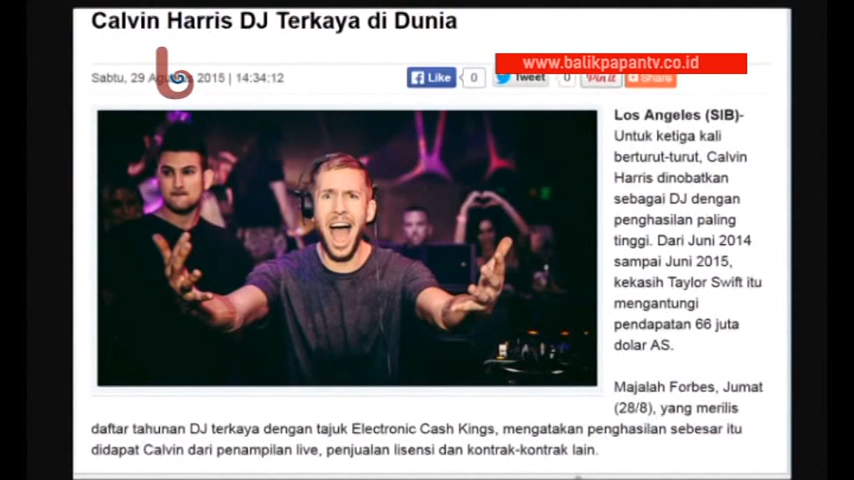 Calvin Harris DJ Terkaya di Dunia
www.balikpapantv.co.id
Sabtu, 29 Agustus 2015 | 14:34:12
Like 0 Tweet 0 Pin it Share
Los Angeles (SIB)-
Untuk ketiga kali
berturut-turut, Calvin
Harris dinobatkan
sebagai DJ dengan
penghasilan paling
tinggi. Dari Juni 2014
sampai Juni 2015,
kekasih Taylor Swift itu
mengantungi
pendapatan 66 juta
dolar AS.
Majalah Forbes, Jumat
(28/8), yang merilis
daftar tahunan DJ terkaya dengan tajuk Electronic Cash Kings, mengatakan penghasilan sebesar itu
didapat Calvin dari penampilan live, penjualan lisensi dan kontrak-kontrak lain.